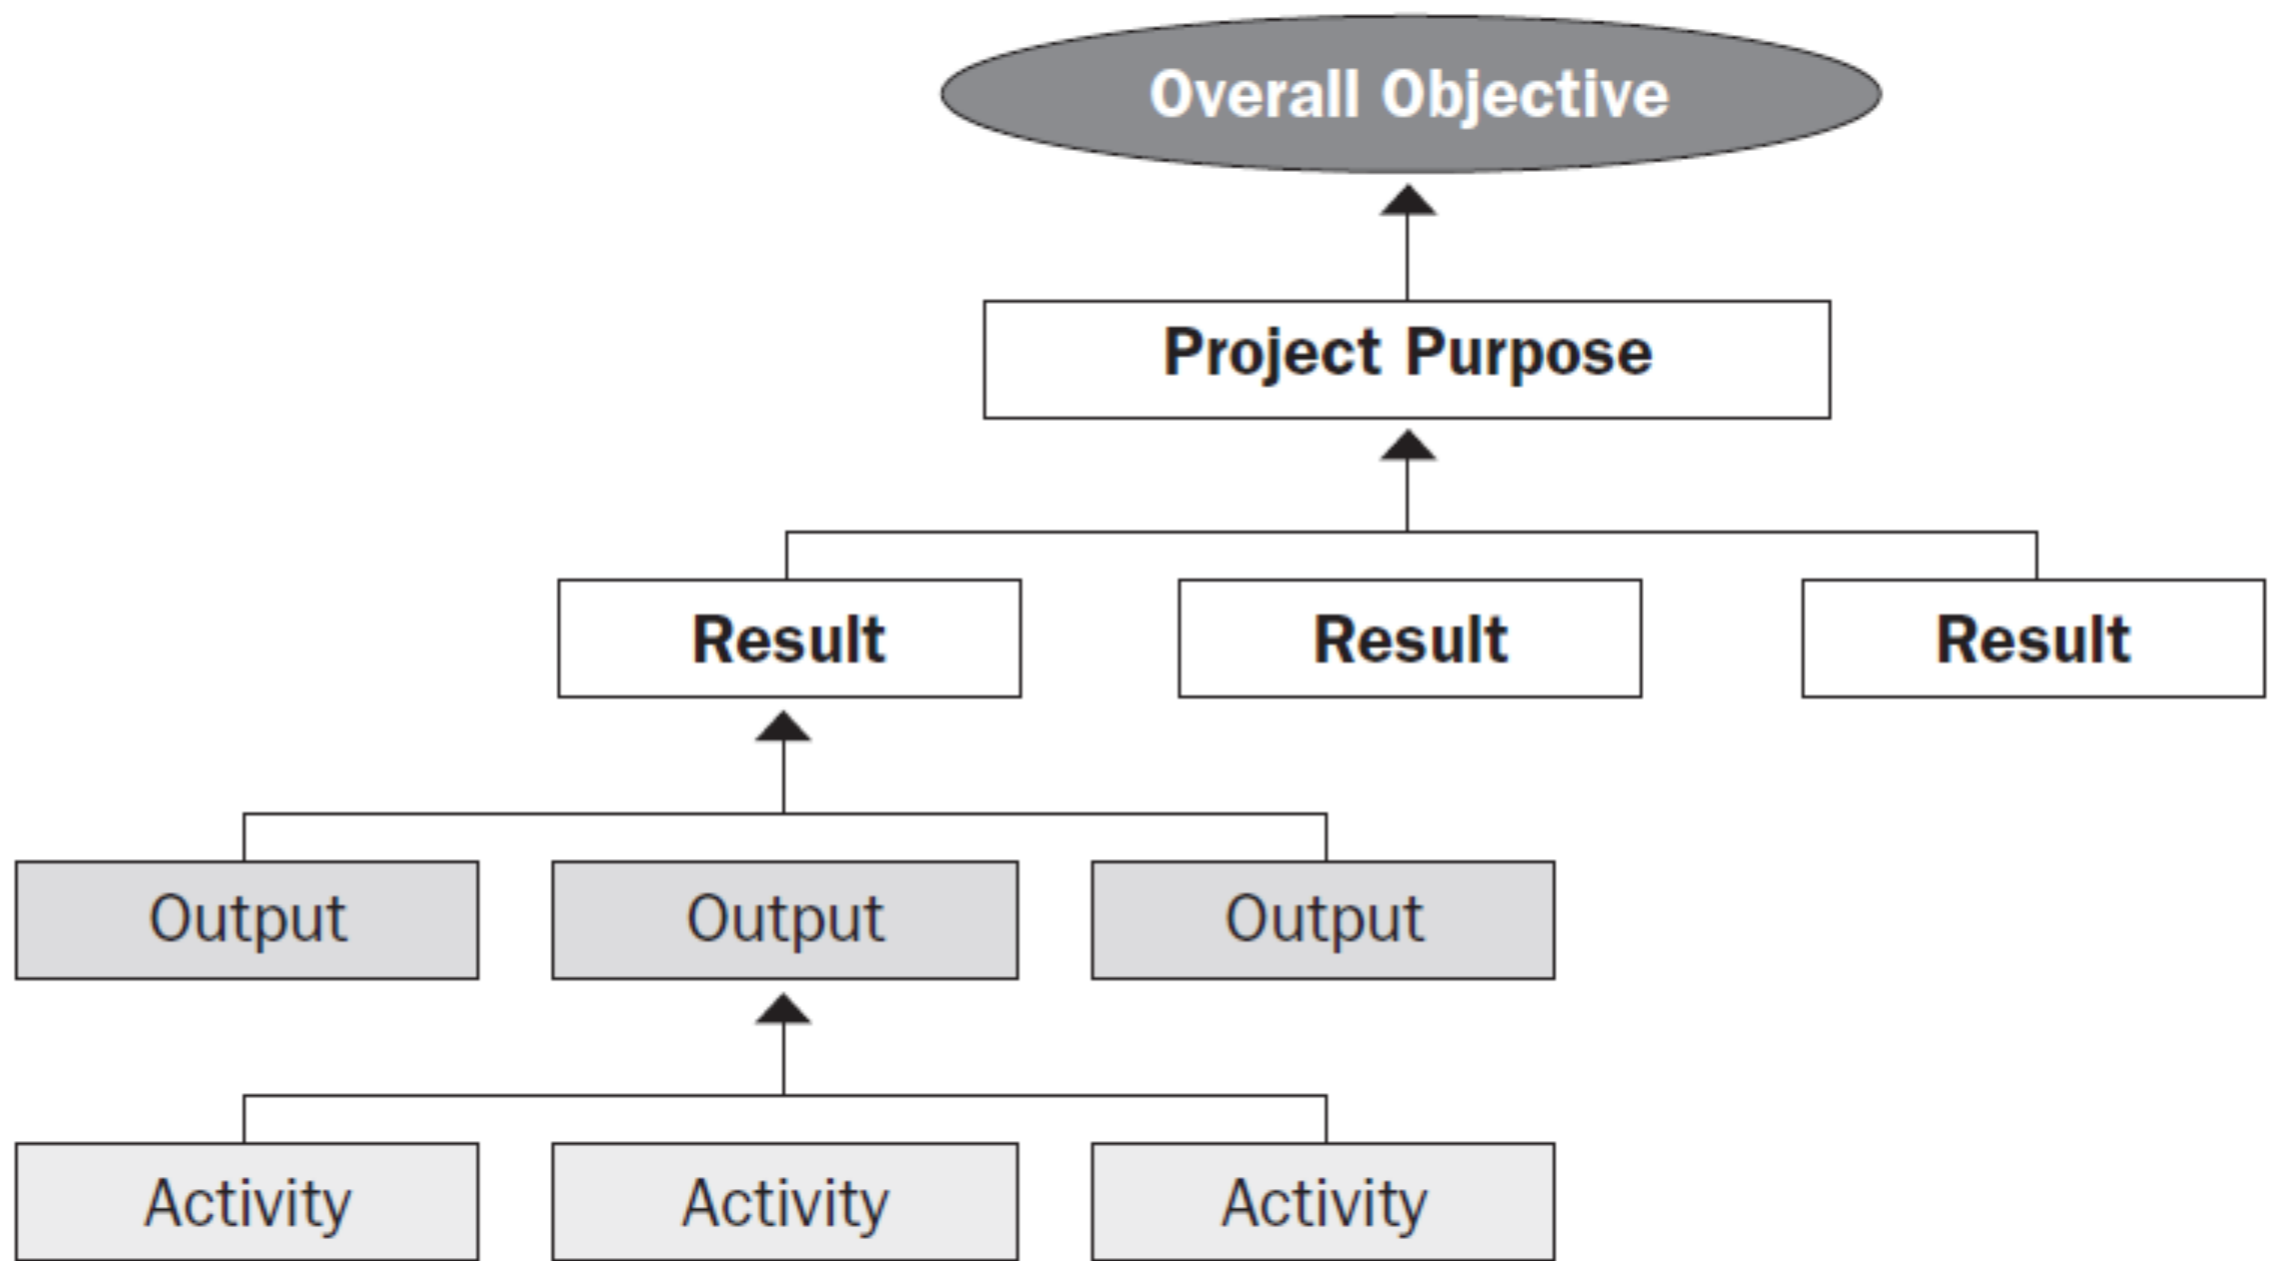 Overall Objective
Project Purpose
Result
Result
Result
Output
Output
Output
Activity
Activity
Activity